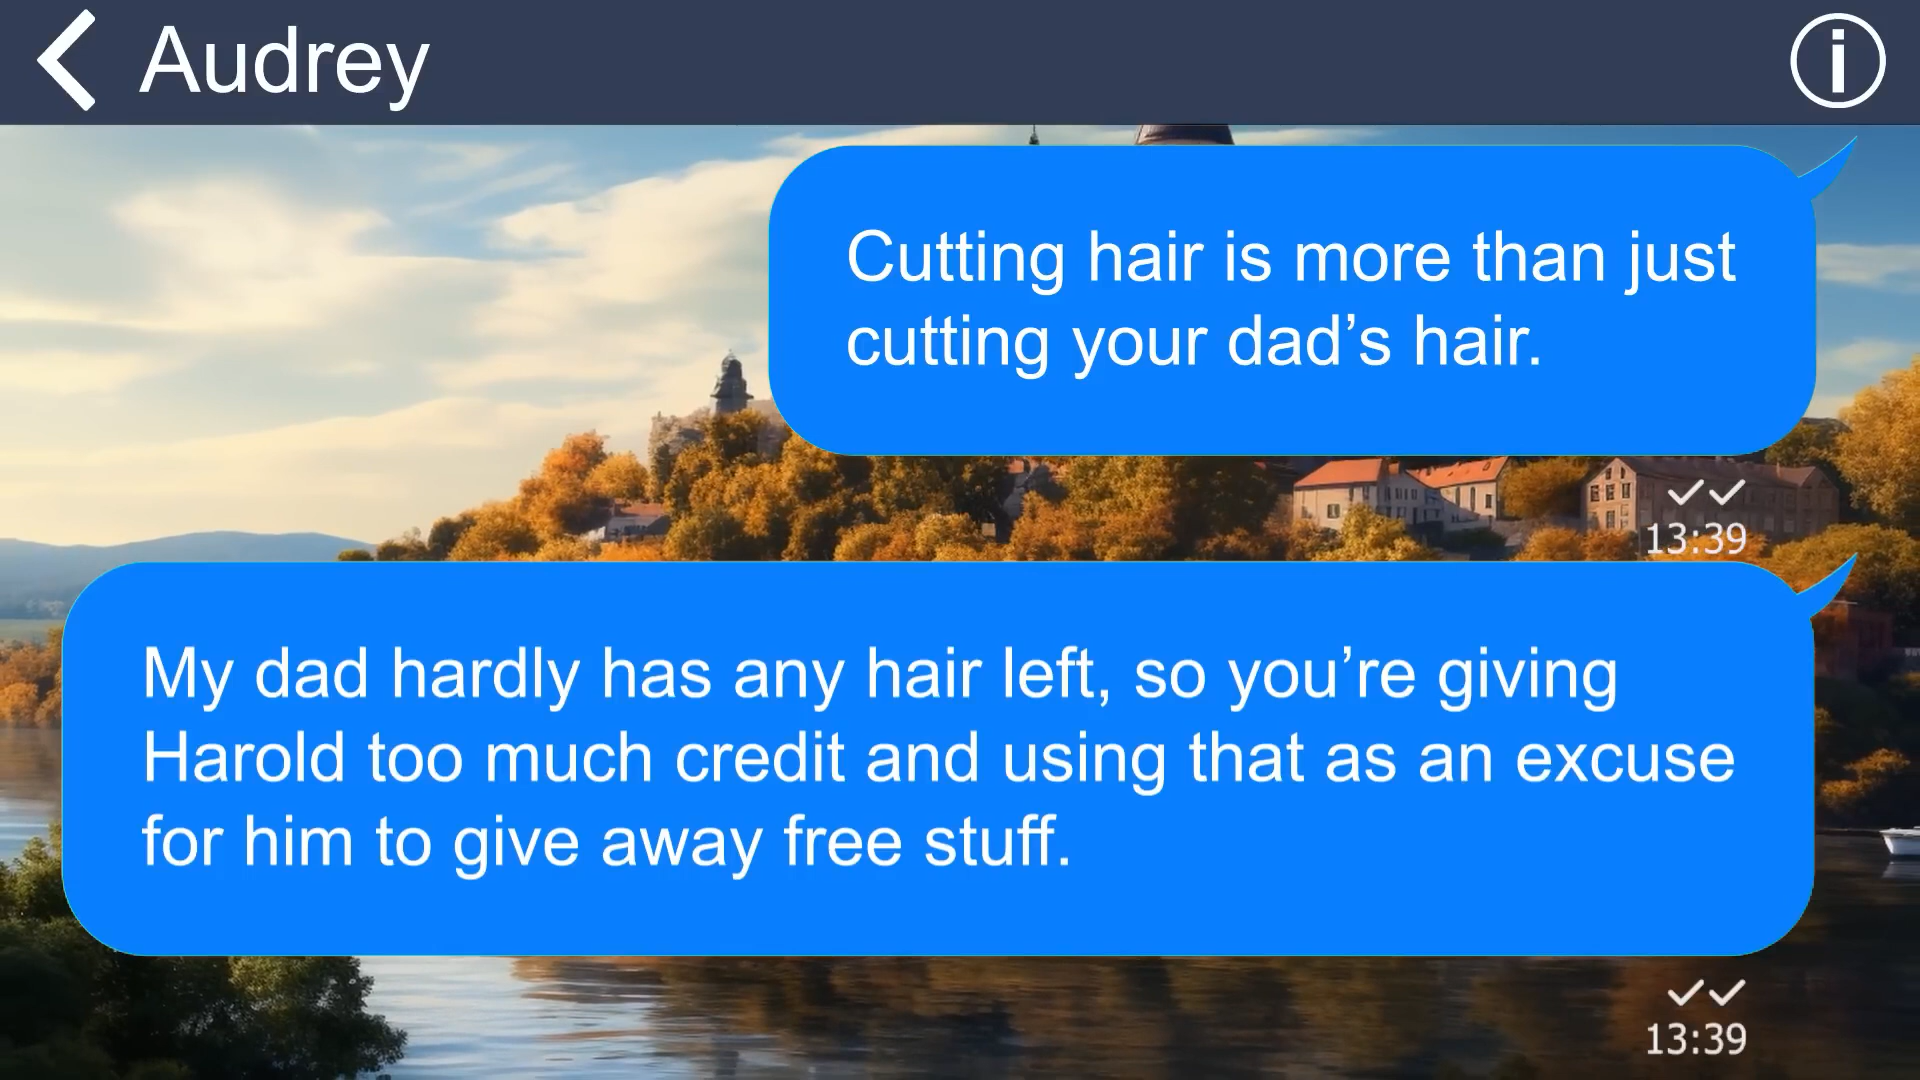 Audrey
Cutting hair is more than just
cutting your dad’s hair.
13:39
My dad hardly has any hair left, so you’re giving
Harold too much credit and using that as an excuse
for him to give away free stuff.
13:39